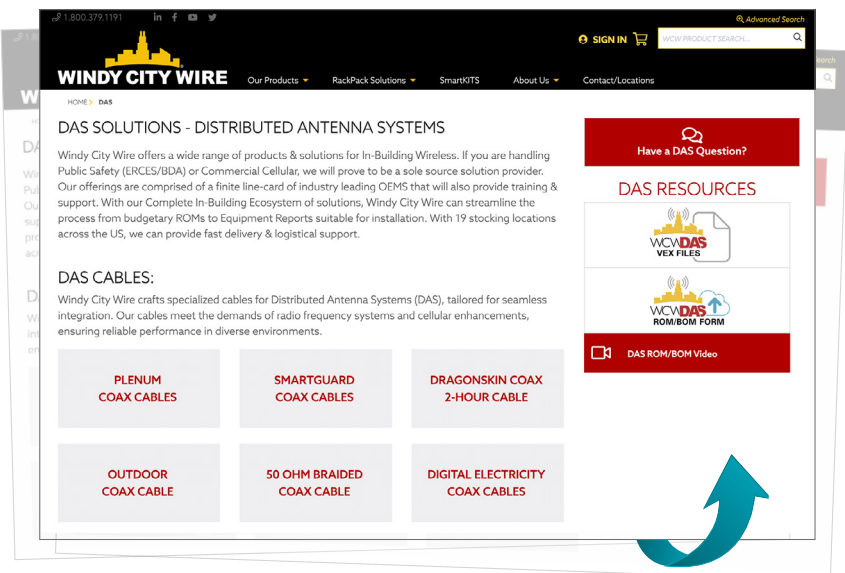 1.800.379.1191
Advanced Search
SIGN IN
WCW PRODUCT SEARCH...
WINDY CITY WIRE
Our Products
RackPack Solutions
SmartKITS
About Us
Contact/Locations
HOME > DAS
DAS SOLUTIONS - DISTRIBUTED ANTENNA SYSTEMS
Windy City Wire offers a wide range of products & solutions for In-Building Wireless. If you are handling
Public Safety (ERCES/BDA) or Commercial Cellular, we will prove to be a sole source solution provider.
Our offerings are comprised of a finite line-card of industry leading OEMS that will also provide training &
support. With our Complete In-Building Ecosystem of solutions, Windy City Wire can streamline the
process from budgetary ROMs to Equipment Reports suitable for installation. With 19 stocking locations
across the US, we can provide fast delivery & logistical support.
DAS CABLES:
Windy City Wire crafts specialized cables for Distributed Antenna Systems (DAS), tailored for seamless
integration. Our cables meet the demands of radio frequency systems and cellular enhancements,
ensuring reliable performance in diverse environments.
PLENUM
COAX CABLES
SMARTGUARD
COAX CABLES
DRAGONSKIN COAX
2-HOUR CABLE
OUTDOOR
COAX CABLE
50 OHM BRAIDED
COAX CABLE
DIGITAL ELECTRICITY
COAX CABLES
Have a DAS Question?
DAS RESOURCES
WCWDAS
VEX FILES
WCWDAS
ROM/BOM FORM
DAS ROM/BOM Video